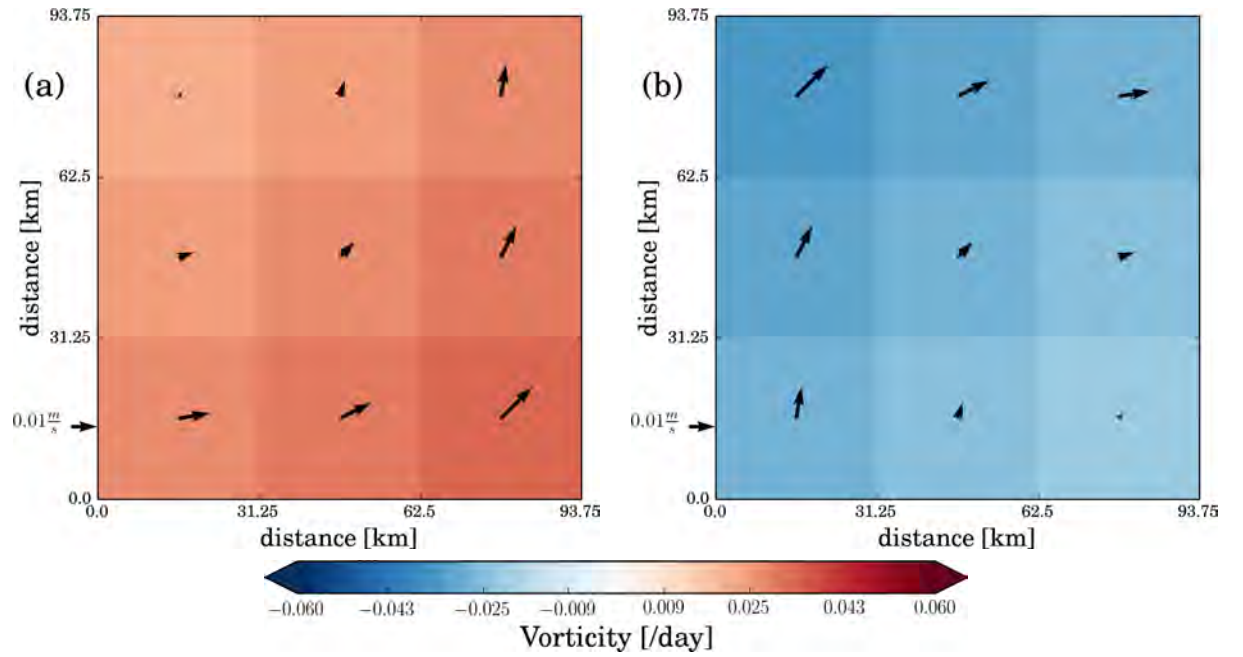 93.75
(a)
62.5
distance [km]
31.25
0.01 m/s
0.0
0.0 31.25 62.5 93.75
distance [km]
93.75
(b)
62.5
distance [km]
31.25
0.01 m/s
0.0
0.0 31.25 62.5 93.75
distance [km]
−0.060 −0.043 −0.025 −0.009 0.009 0.025 0.043 0.060
Vorticity [/day]